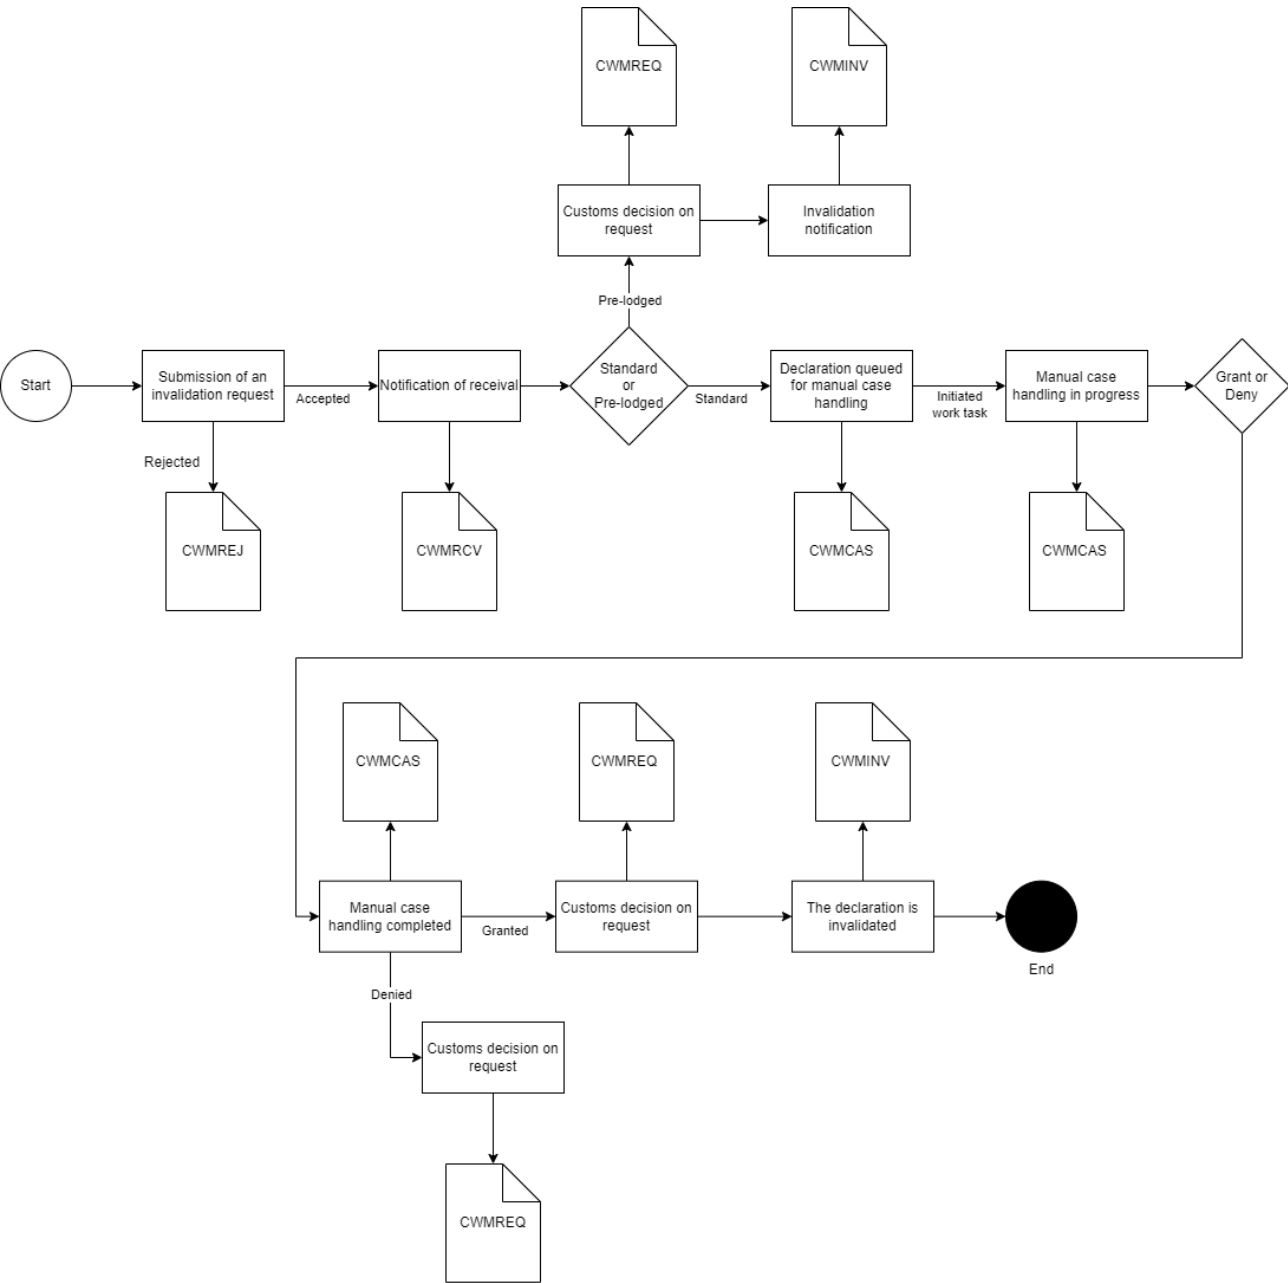 CWMREQ
CWMINV
Customs decision on
request
Invalidation
notification
Pre-lodged
Start
Submission of an
invalidation request
Accepted
Notification of receival
Standard
or
Pre-lodged
Standard
Declaration queued
for manual case
handling
Initiated
work task
Manual case
handling in progress
Grant or
Deny
Rejected
CWMREJ
CWMRCV
CWMCAS
CWMCAS
CWMCAS
CWMREQ
CWMINV
Manual case
handling completed
Granted
Customs decision on
request
The declaration is
invalidated
End
Denied
Customs decision on
request
CWMREQ